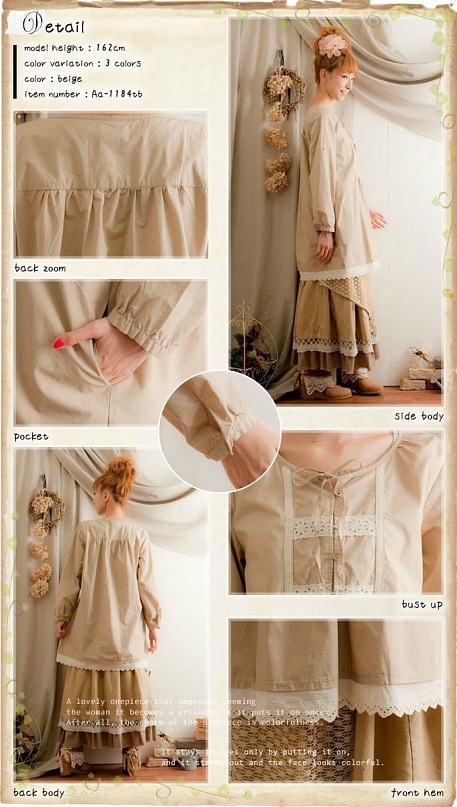 Detail
model height : 162cm
color variation : 3 colors
color : beige
item number : Aa-1184tb
back zoom
side body
pocket
bust up
A lovely onepiece that improves seeming
the woman it becomes a prisoner if it puts it on once.
After all, the charm of the onepiece is colorfulness.
It stays in eyes only by putting it on,
and it stands out and the face looks colorful.
back body
front hem